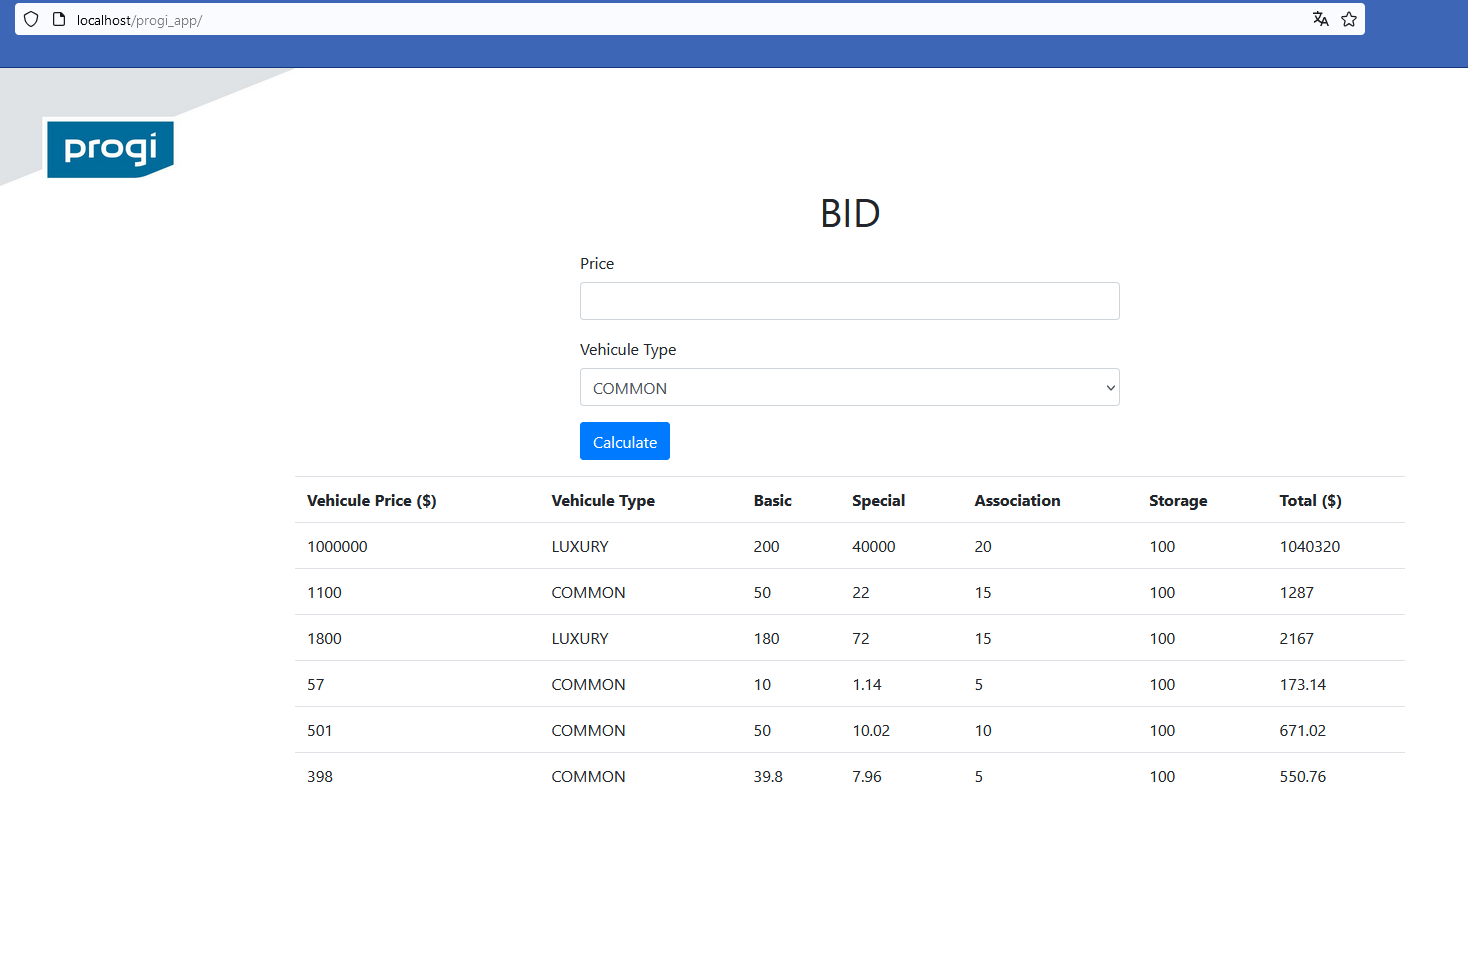 localhost/progi_app/
progi
BID
Price
Vehicule Type
COMMON
Calculate
Vehicule Price ($) Vehicule Type Basic Special Association Storage Total ($)
1000000 LUXURY 200 40000 20 100 1040320
1100 COMMON 50 22 15 100 1287
1800 LUXURY 180 72 15 100 2167
57 COMMON 10 1.14 5 100 173.14
501 COMMON 50 10.02 10 100 671.02
398 COMMON 39.8 7.96 5 100 550.76